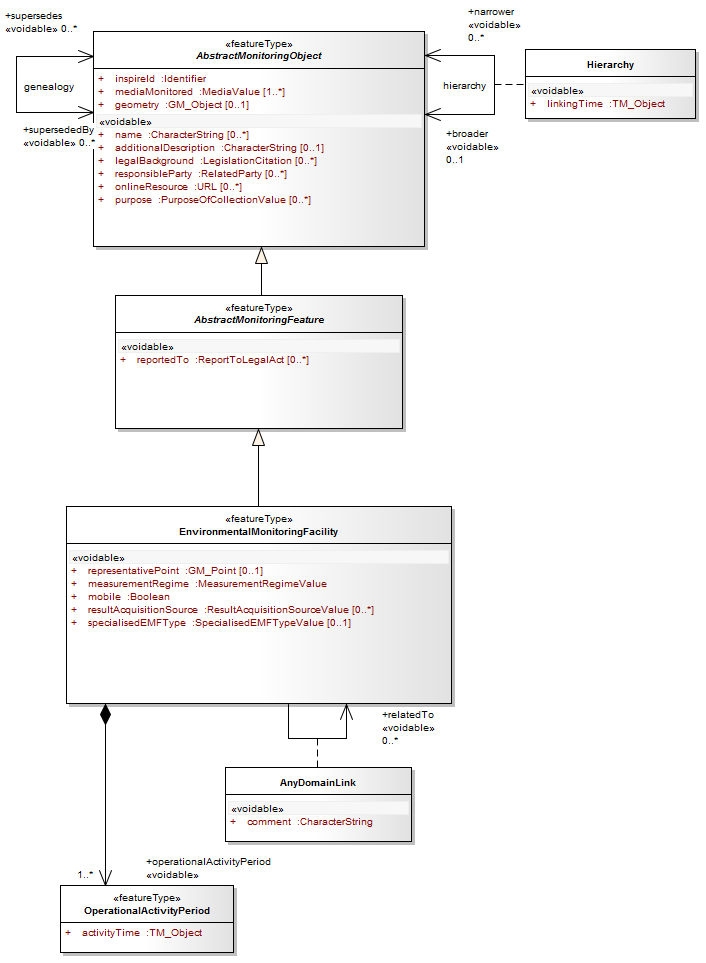 +supersedes
«voidable» 0..*
genealogy
+supersededBy
«voidable» 0..*
«featureType»
AbstractMonitoringObject
+ inspireId :Identifier
+ mediaMonitored :MediaValue [1..*]
+ geometry :GM_Object [0..1]
«voidable»
+ name :CharacterString [0..*]
+ additionalDescription :CharacterString [0..1]
+ legalBackground :LegislationCitation [0..*]
+ responsibleParty :RelatedParty [0..*]
+ onlineResource :URL [0..*]
+ purpose :PurposeOfCollectionValue [0..*]
+narrower
«voidable»
0..*
hierarchy
+broader
«voidable»
0..1
Hierarchy
«voidable»
+ linkingTime :TM_Object
«featureType»
AbstractMonitoringFeature
«voidable»
+ reportedTo :ReportToLegalAct [0..*]
«featureType»
EnvironmentalMonitoringFacility
«voidable»
+ representativePoint :GM_Point [0..1]
+ measurementRegime :MeasurementRegimeValue
+ mobile :Boolean
+ resultAcquisitionSource :ResultAcquisitionSourceValue [0..*]
+ specialisedEMFType :SpecialisedEMFTypeValue [0..1]
+relatedTo
«voidable»
0..*
AnyDomainLink
«voidable»
+ comment :CharacterString
+operationalActivityPeriod
1..* «voidable»
«featureType»
OperationalActivityPeriod
+ activityTime :TM_Object